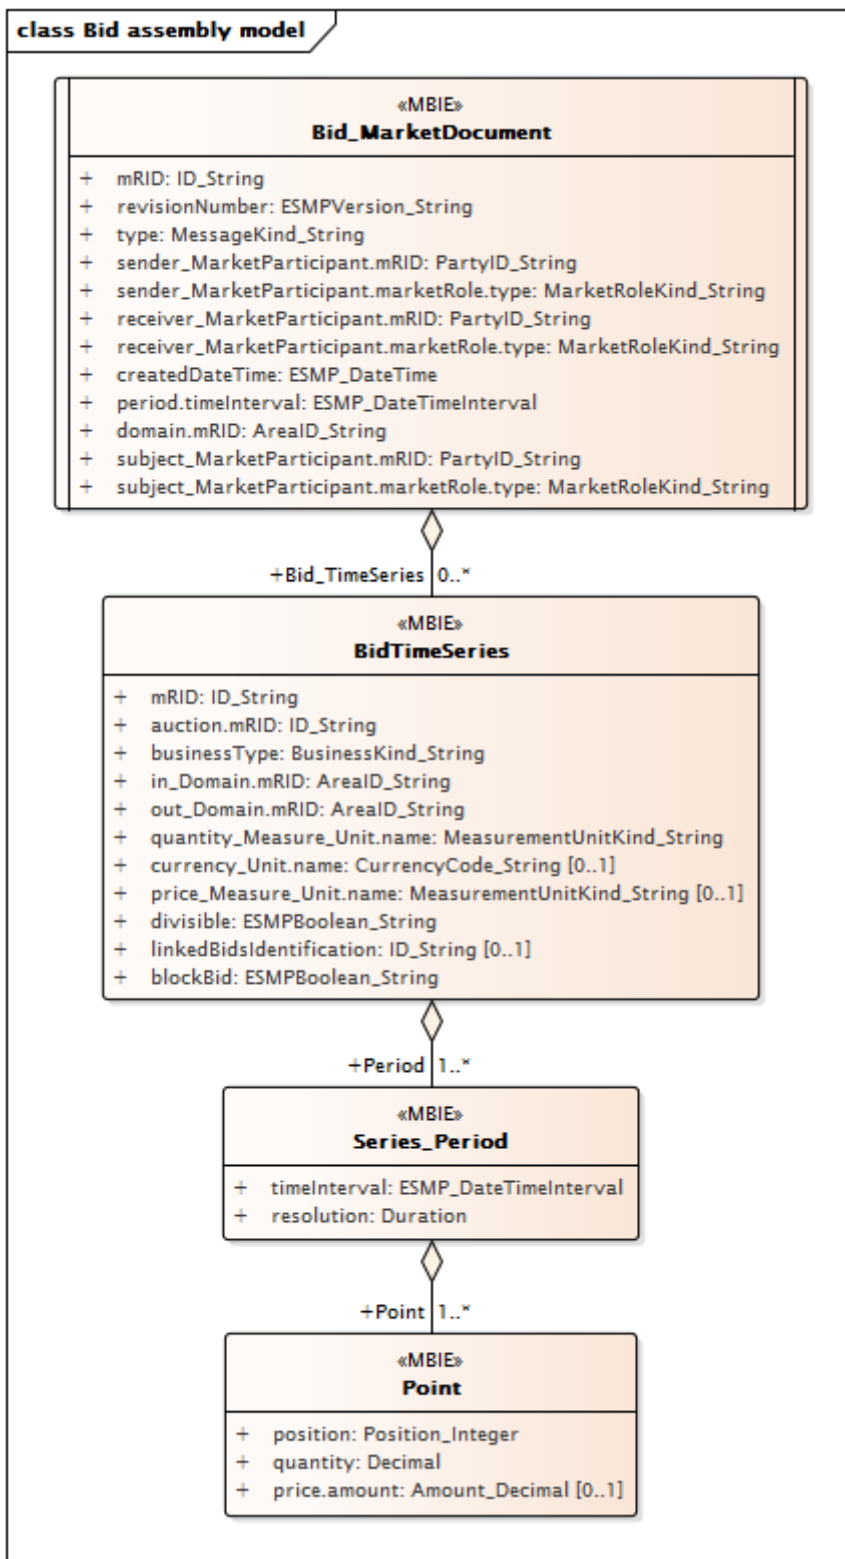 class Bid assembly model
«MBIE»
Bid_MarketDocument
+ mRID: ID_String
+ revisionNumber: ESMPVersion_String
+ type: MessageKind_String
+ sender_MarketParticipant.mRID: PartyID_String
+ sender_MarketParticipant.marketRole.type: MarketRoleKind_String
+ receiver_MarketParticipant.mRID: PartyID_String
+ receiver_MarketParticipant.marketRole.type: MarketRoleKind_String
+ createdDateTime: ESMP_DateTime
+ period.timeInterval: ESMP_DateTimeInterval
+ domain.mRID: AreaID_String
+ subject_MarketParticipant.mRID: PartyID_String
+ subject_MarketParticipant.marketRole.type: MarketRoleKind_String
+Bid_TimeSeries 0..*
«MBIE»
BidTimeSeries
+ mRID: ID_String
+ auction.mRID: ID_String
+ businessType: BusinessKind_String
+ in_Domain.mRID: AreaID_String
+ out_Domain.mRID: AreaID_String
+ quantity_Measure_Unit.name: MeasurementUnitKind_String
+ currency_Unit.name: CurrencyCode_String [0..1]
+ price_Measure_Unit.name: MeasurementUnitKind_String [0..1]
+ divisible: ESMPBoolean_String
+ linkedBidsIdentification: ID_String [0..1]
+ blockBid: ESMPBoolean_String
+Period 1..*
«MBIE»
Series_Period
+ timeInterval: ESMP_DateTimeInterval
+ resolution: Duration
+Point 1..*
«MBIE»
Point
+ position: Position_Integer
+ quantity: Decimal
+ price.amount: Amount_Decimal [0..1]